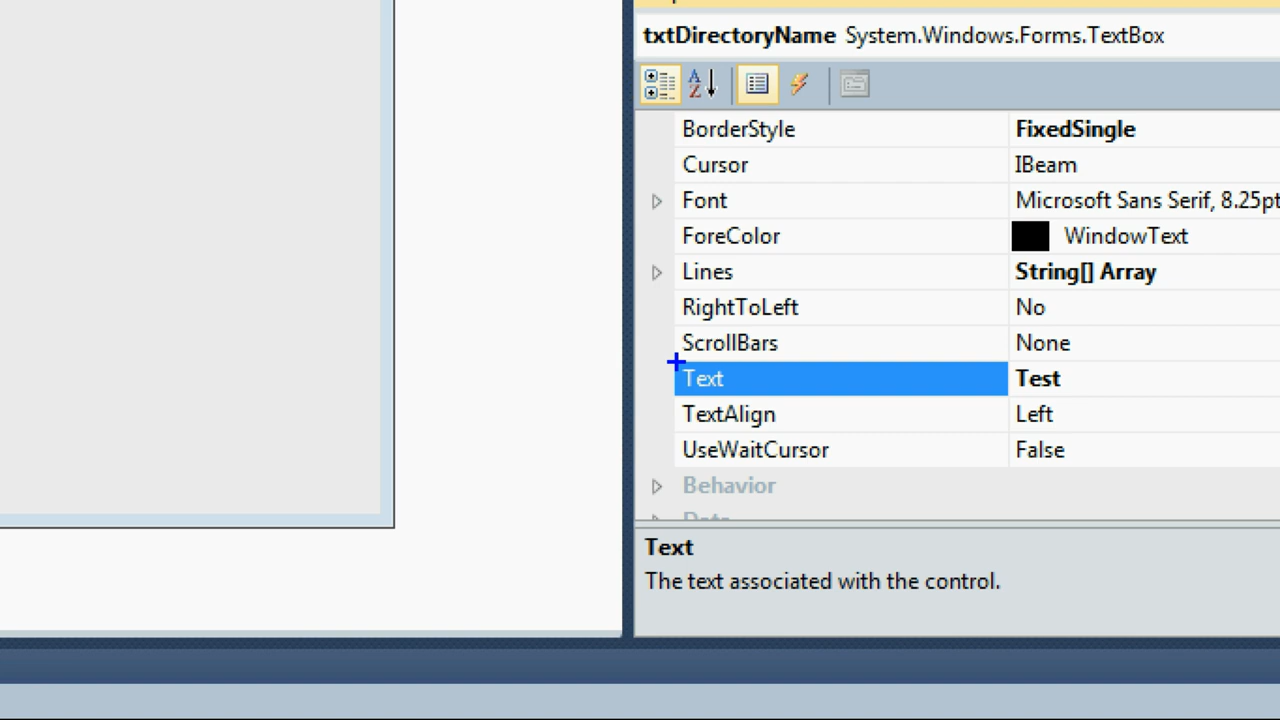 txtDirectoryName System.Windows.Forms.TextBox
A
Z
BorderStyle FixedSingle
Cursor IBeam
Font Microsoft Sans Serif, 8.25pt
ForeColor WindowText
Lines String[] Array
RightToLeft No
ScrollBars None
Text Test
TextAlign Left
UseWaitCursor False
Behavior
Data
Text
The text associated with the control.